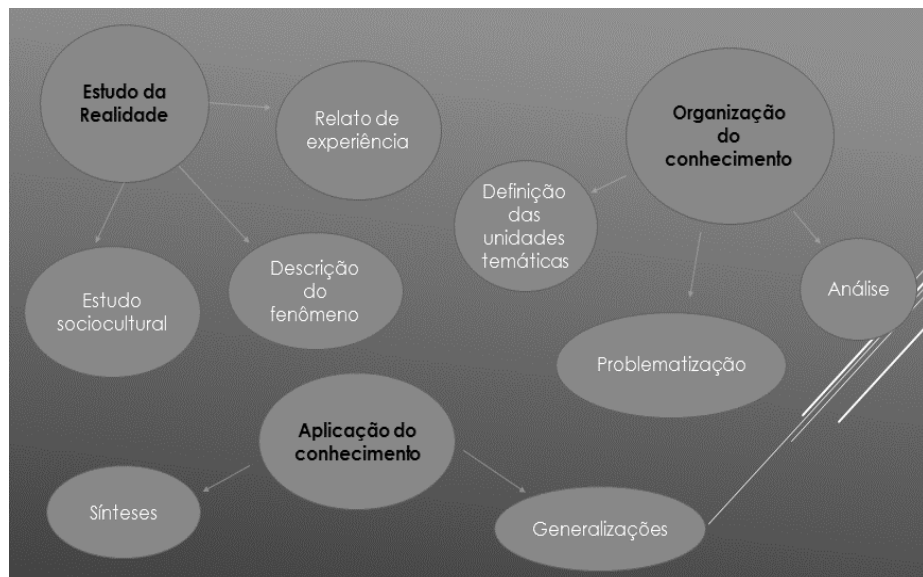 Estudo da
Realidade
Relato de
experiência
Estudo
sociocultural
Descrição
do
fenômeno
Organização
do
conhecimento
Definição
das
unidades
temáticas
Problematização
Análise
Aplicação do
conhecimento
Sínteses
Generalizações